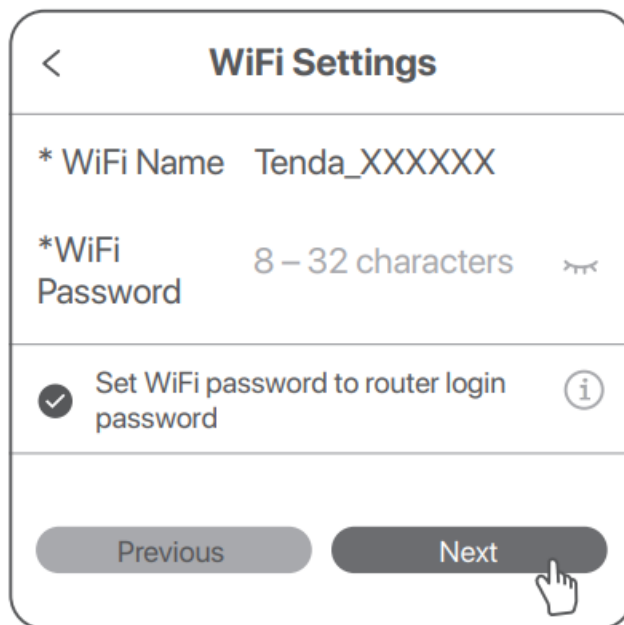 WiFi Settings
* WiFi Name Tenda_XXXXXX
*WiFi
Password
8 – 32 characters
Set WiFi password to router login
password
Previous
Next